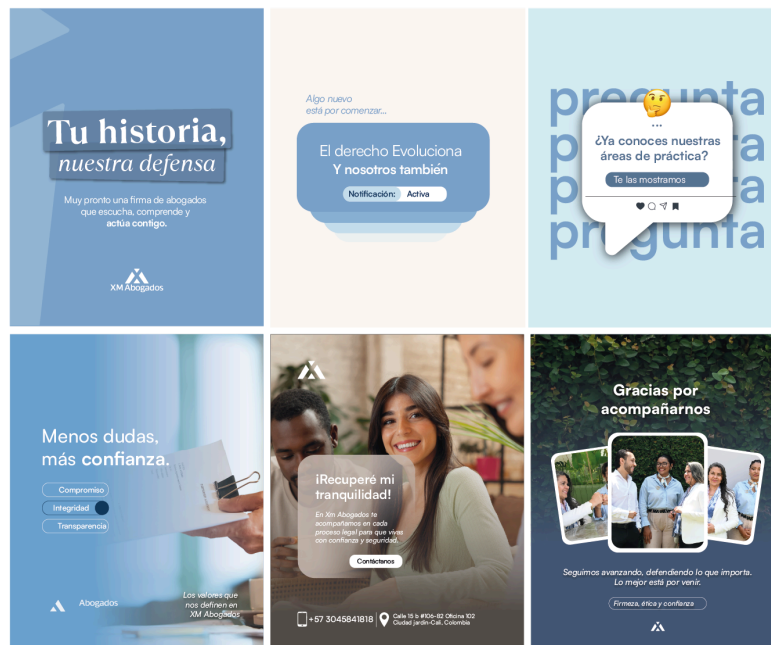 Tu historia,
nuestra defensa
Muy pronto una firma de abogados
que escucha, comprende y
actúa contigo.
XM Abogados
Algo nuevo
está por comenzar...
El derecho Evoluciona
Y nosotros también
Notificación: Activa
pregunta
pregunta
pregunta
pregunta
¿Ya conoces nuestras
áreas de práctica?
Te las mostramos
Menos dudas,
más confianza.
Compromiso
Integridad
Transparencia
Abogados
Los valores que
nos definen en
XM Abogados
¡Recuperé mi
tranquilidad!
En Xm Abogados te
acompañamos en cada
proceso legal para que vivas
con confianza y seguridad.
Contáctanos
+57 3045841818
Calle 15 b #106-82 Oficina 102
Ciudad jardin-Cali, Colombia
Gracias por
acompañarnos
Seguimos avanzando, defendiendo lo que importa.
Lo mejor está por venir.
Firmeza, ética y confianza